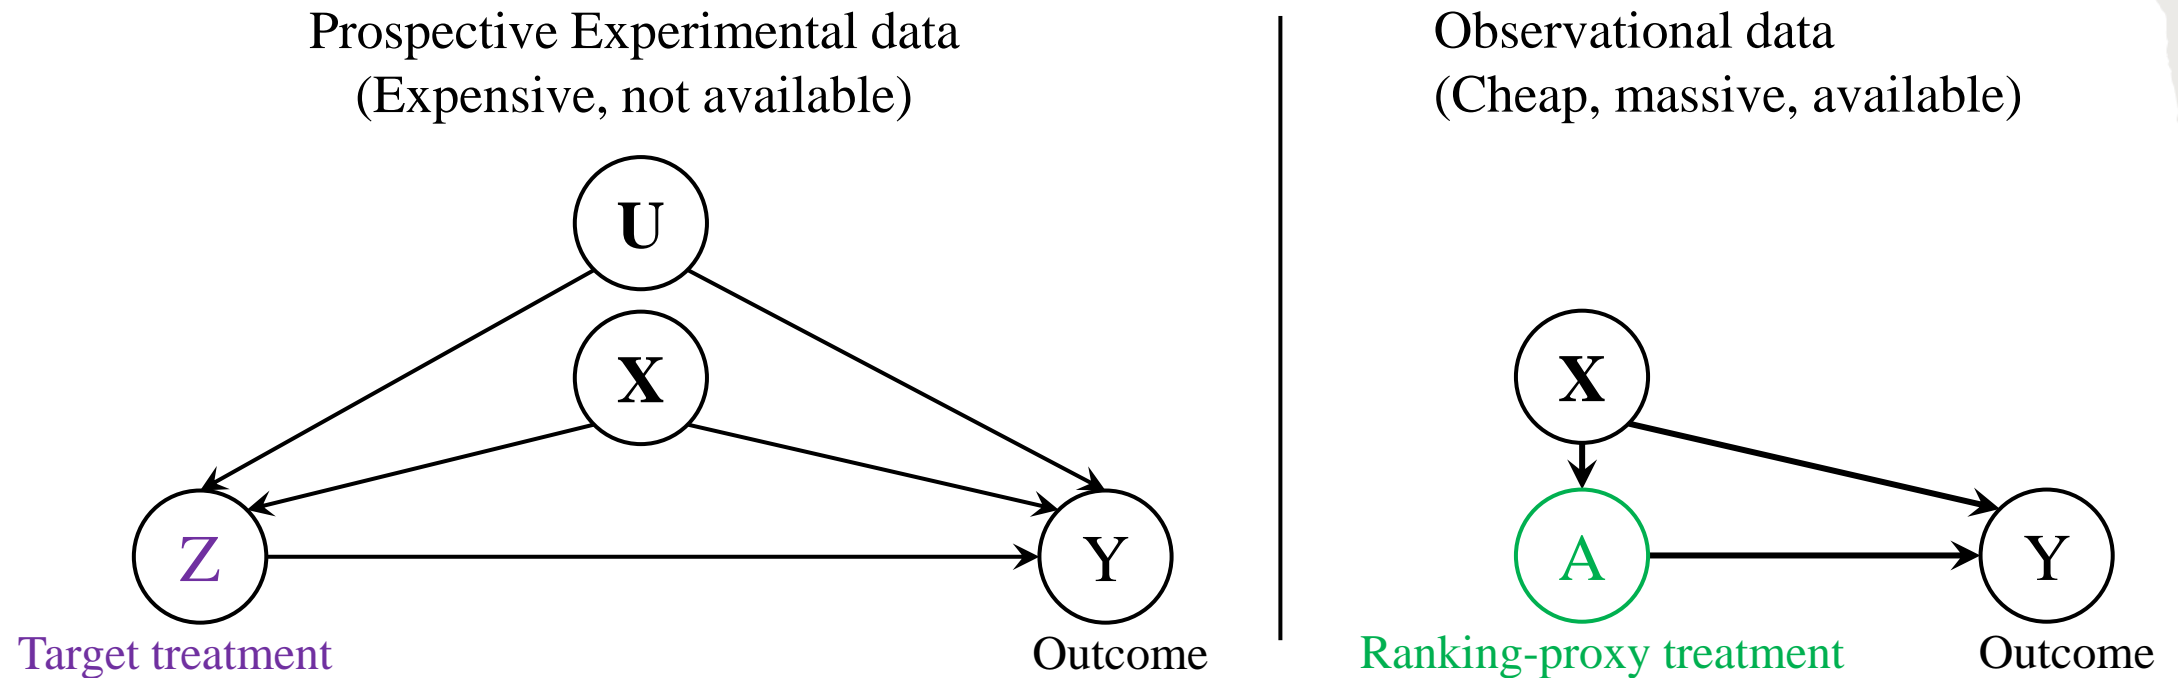 Prospective Experimental data
(Expensive, not available)
U
X
Z
Y
Target treatment
Outcome
Observational data
(Cheap, massive, available)
X
A
Y
Ranking-proxy treatment
Outcome